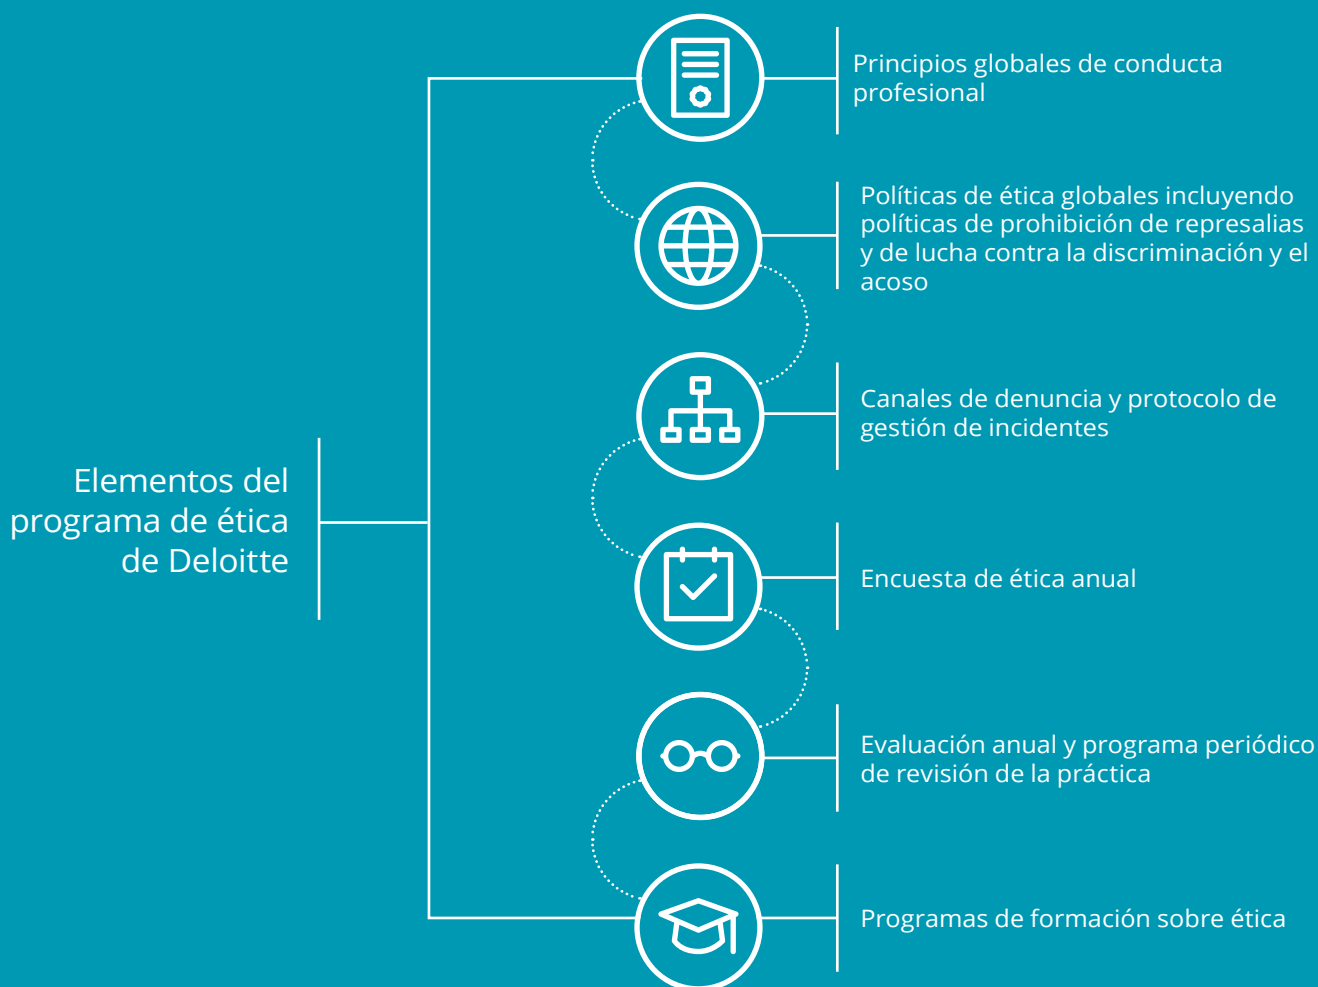 Elementos del
programa de ética
de Deloitte
Principios globales de conducta
profesional
Políticas de ética globales incluyendo
políticas de prohibición de represalias
y de lucha contra la discriminación y el
acoso
Canales de denuncia y protocolo de
gestión de incidentes
Encuesta de ética anual
Evaluación anual y programa periódico
de revisión de la práctica
Programas de formación sobre ética